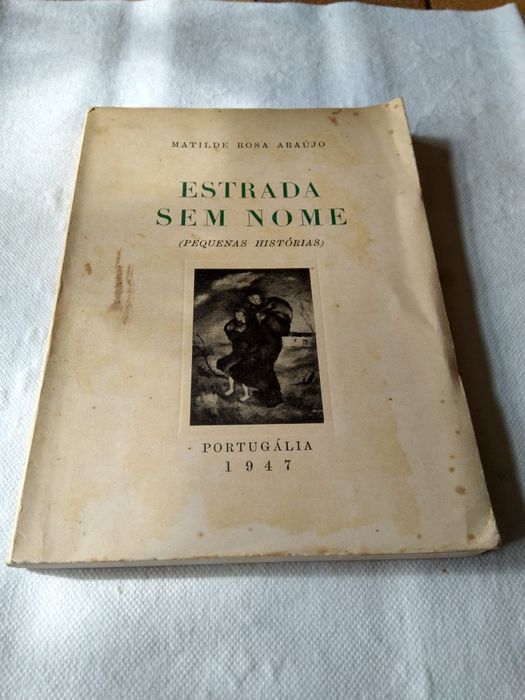 MATILDE ROSA ARAÚJO
ESTRADA
SEM NOME
(PEQUENAS HISTÓRIAS)
PORTUGÁLIA
1947